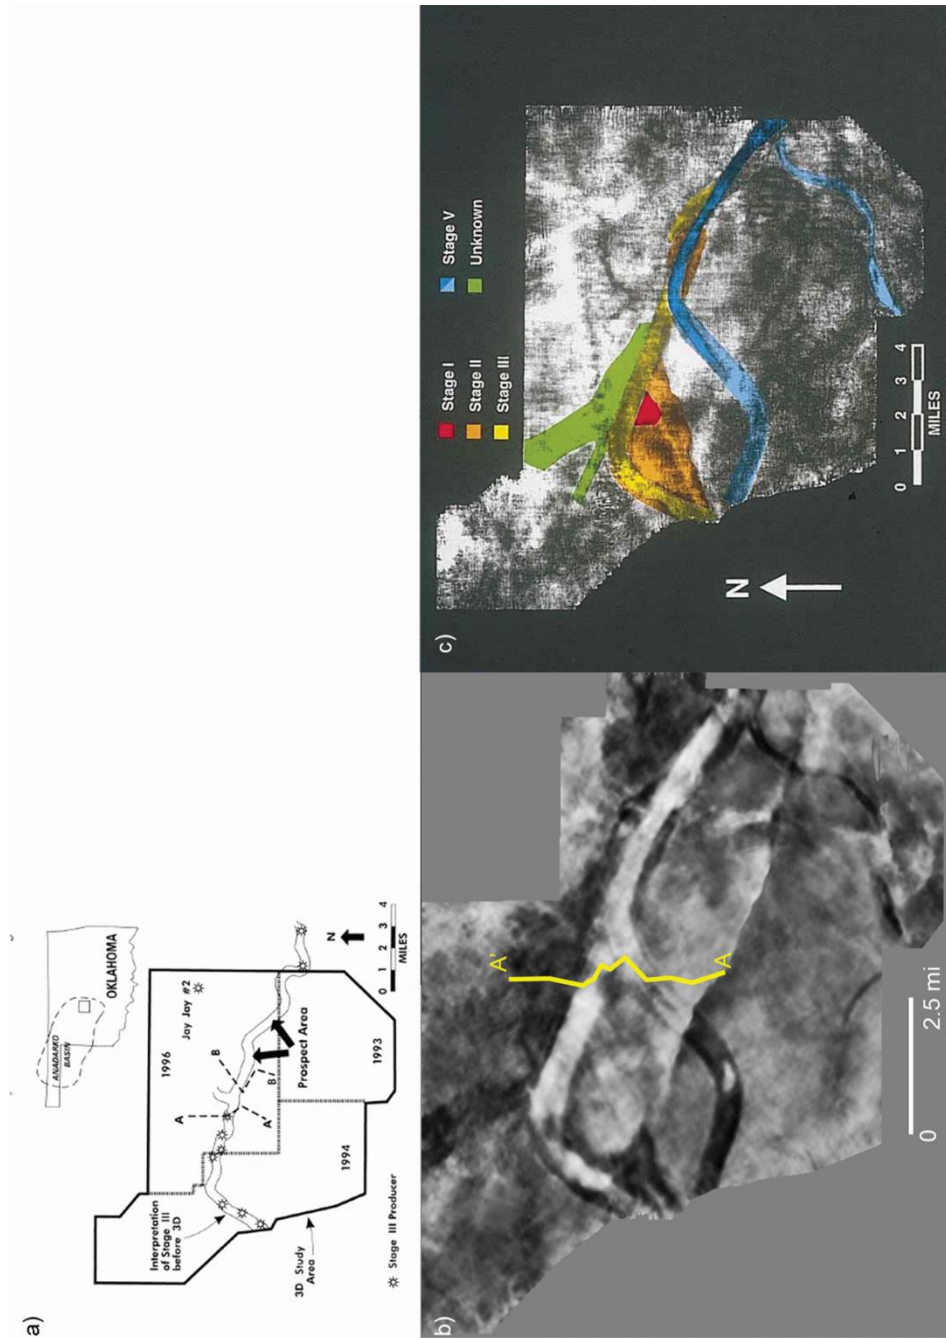 a)
ANADARKO
BASIN
OKLAHOMA
1996
Jay Jay #2
A
B
Interpretation
of Stage III
before 3D
A'
B'
Prospect Area
N
1994
1993
0 1 2 3 4
MILES
3D Study
Area
Stage III Producer
b)
A'
A
0 2.5 mi
c)
Stage I
Stage II
Stage III
Stage V
Unknown
N
0 1 2 3 4
MILES